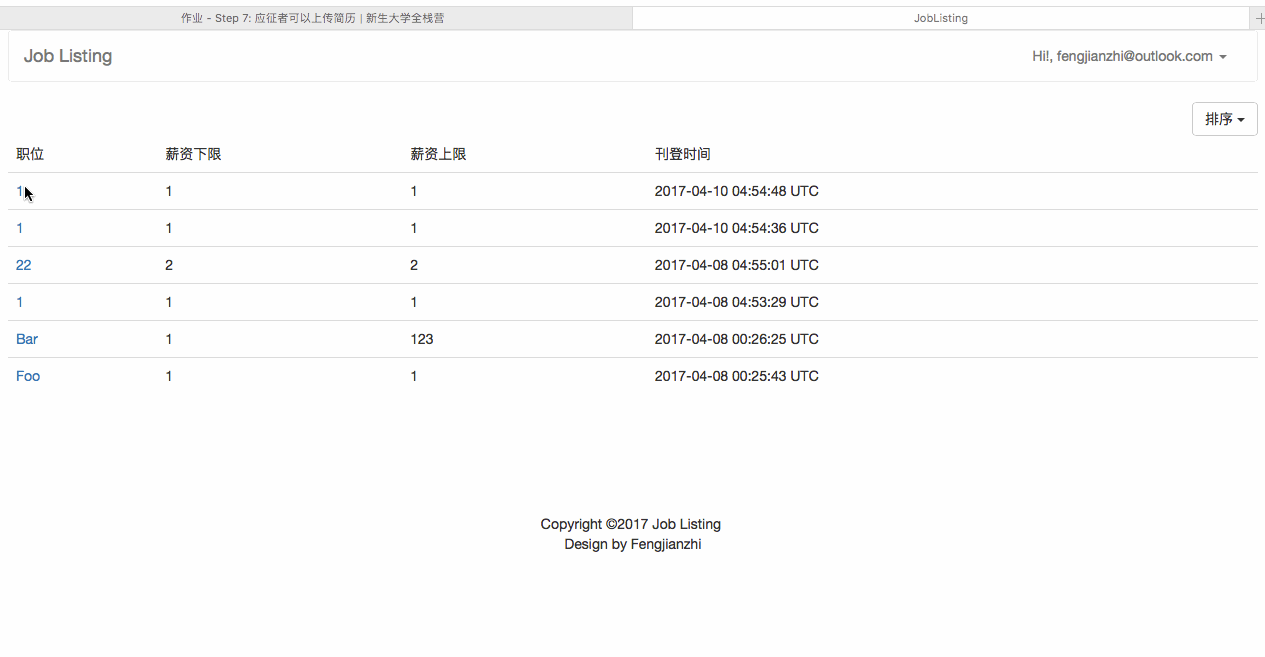 作业 - Step 7: 应征者可以上传简历 | 新生大学全栈营 JobListing
Job Listing Hi!, fengjianzhi@outlook.com
排序
职位 薪资下限 薪资上限 刊登时间
1 1 1 2017-04-10 04:54:48 UTC
1 1 1 2017-04-10 04:54:36 UTC
22 2 2 2017-04-08 04:55:01 UTC
1 1 1 2017-04-08 04:53:29 UTC
Bar 1 123 2017-04-08 00:26:25 UTC
Foo 1 1 2017-04-08 00:25:43 UTC
Copyright ©2017 Job Listing
Design by Fengjianzhi